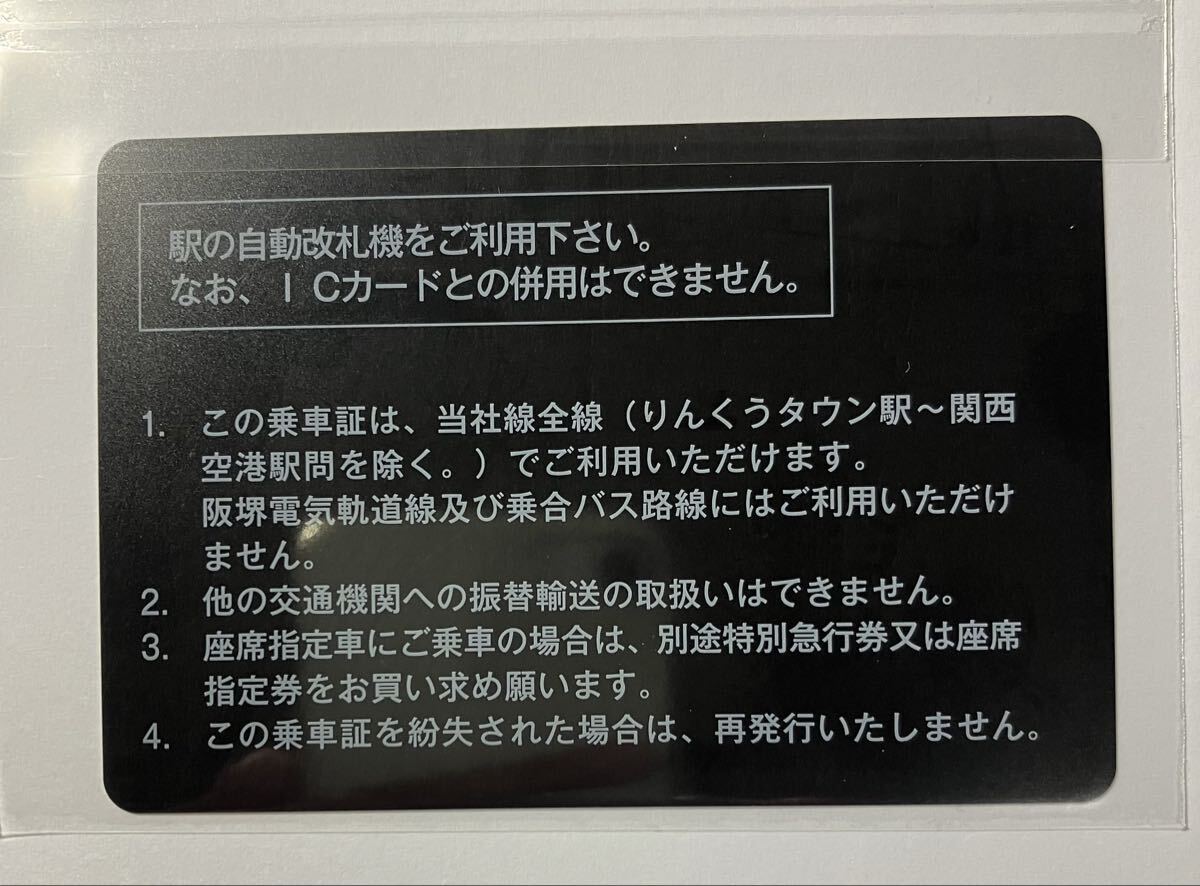 駅の自動改札機をご利用下さい。
なお、ICカードとの併用はできません。
1. この乗車証は、当社線全線（りんくうタウン駅～関西
空港駅間を除く。）でご利用いただけます。
阪堺電気軌道線及び乗合バス路線にはご利用いただけ
ません。
2. 他の交通機関への振替輸送の取扱いはできません。
3. 座席指定車にご乗車の場合は、別途特別急行券又は座席
指定券をお買い求め願います。
4. この乗車証を紛失された場合は、再発行いたしません。